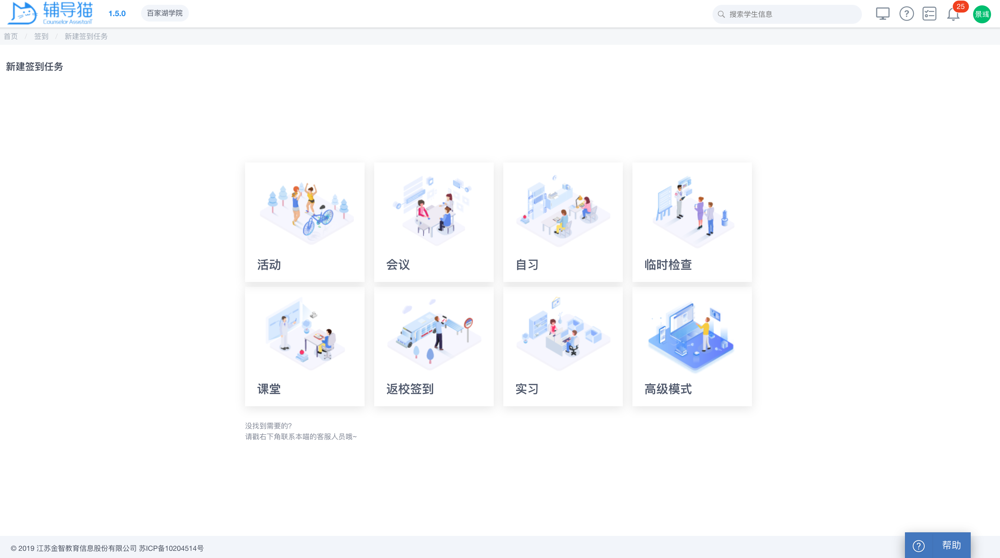 辅导猫
Counselor AssistanT
1.5.0
百家湖学院
搜索学生信息
25
景彧
首页 / 签到 / 新建签到任务
新建签到任务
活动
会议
自习
临时检查
课堂
返校签到
实习
高级模式
没找到需要的?
请戳右下角联系本喵的客服人员哦~
© 2019 江苏金智教育信息股份有限公司 苏ICP备10204514号
帮助